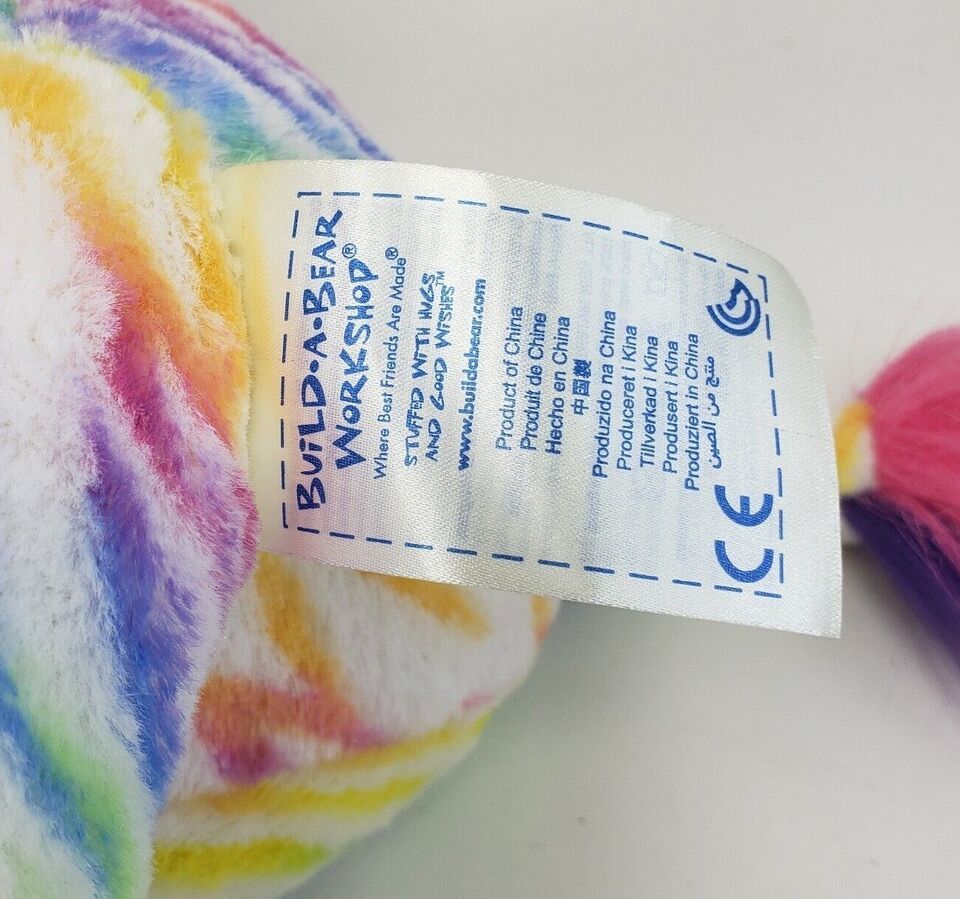 BUILD•A•BEAR
WORKSHOP®
Where Best Friends Are Made®
STUFFED WITH HUGS
AND GOOD WISHES™
www.buildabear.com
Product of China
Produit de Chine
Hecho en China
中国製
Produzido na China
Produceret i Kina
Tillverkad i Kina
Produsert i Kina
Produziert in China
منتج من الصين
CE